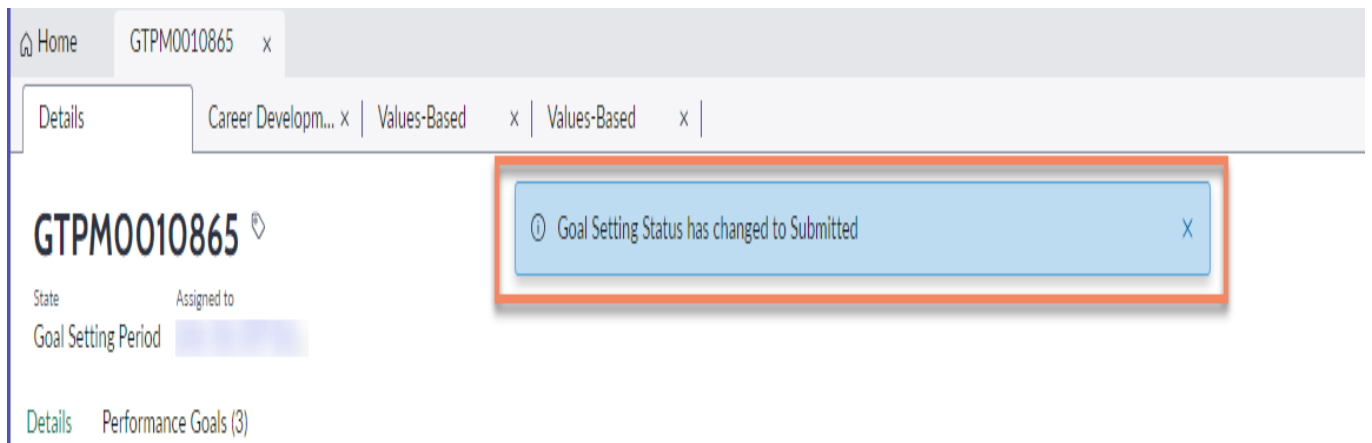 Home GTPM0010865 x
Details Career Developm... x Values-Based x Values-Based x
GTPM0010865
Goal Setting Status has changed to Submitted X
State Assigned to
Goal Setting Period
Details Performance Goals (3)